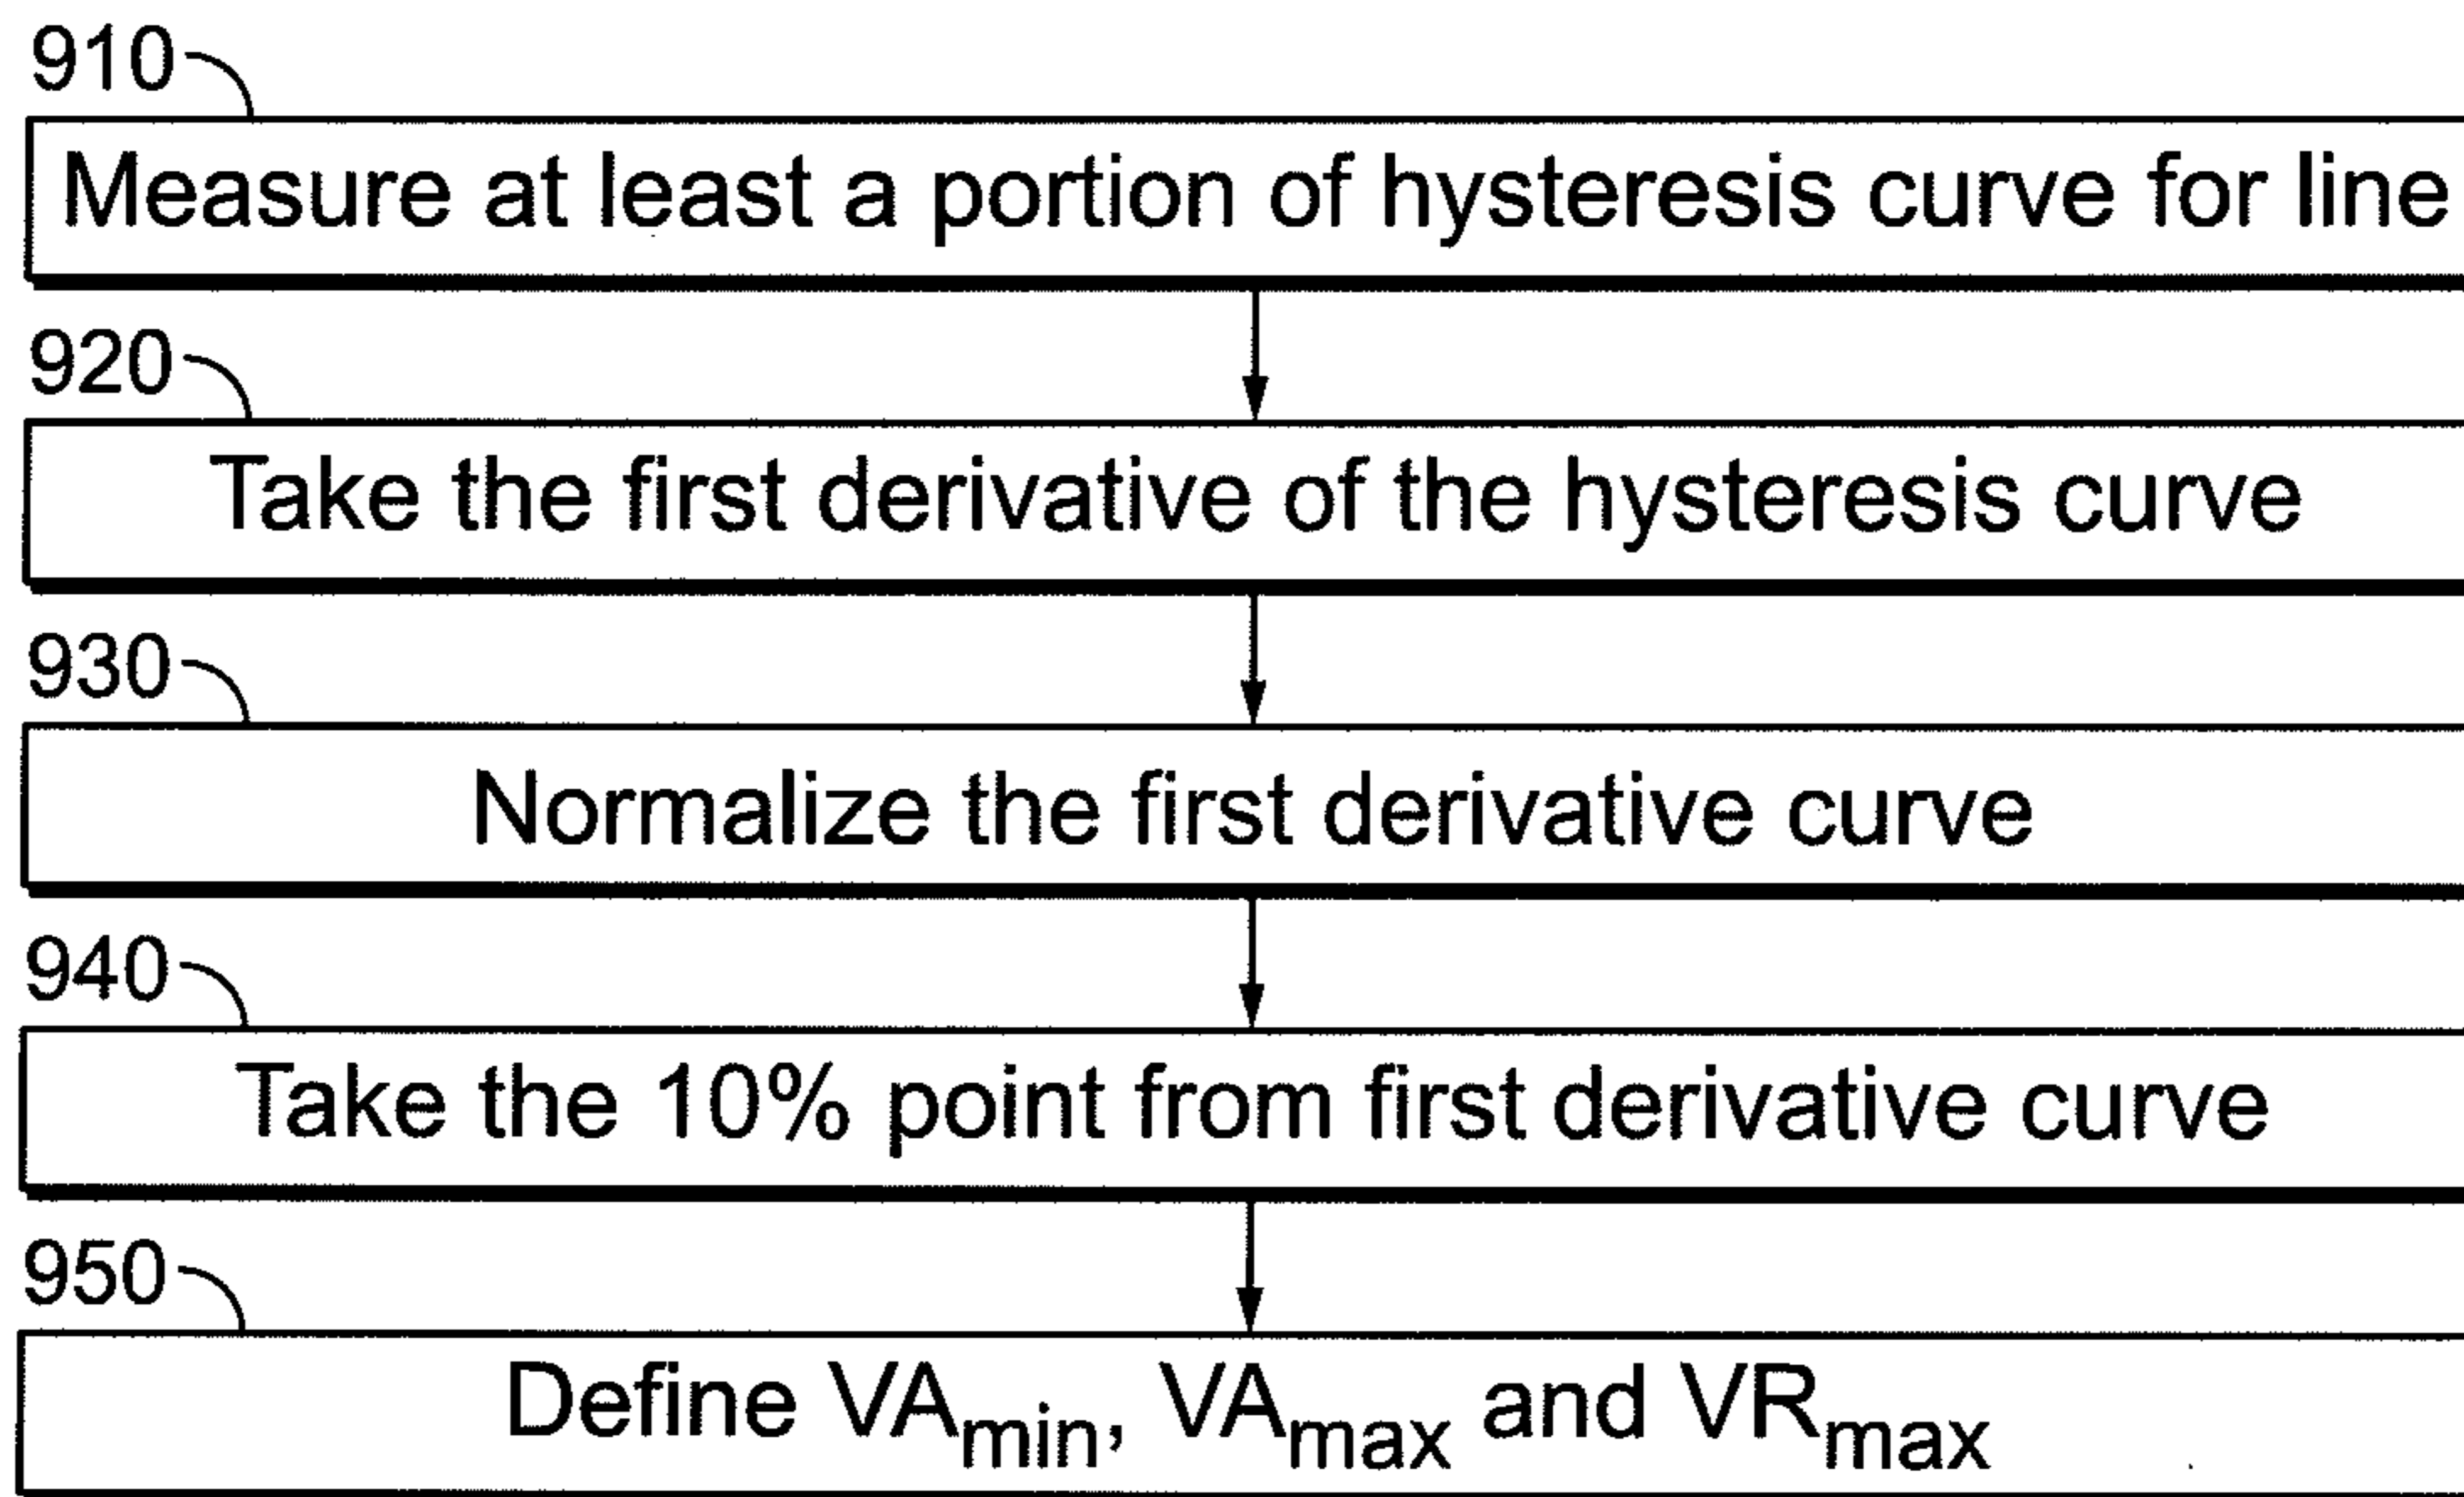 910
Measure at least a portion of hysteresis curve for line
920
Take the first derivative of the hysteresis curve
930
Normalize the first derivative curve
940
Take the 10% point from first derivative curve
950
Define VAmin, VAmax and VRmax